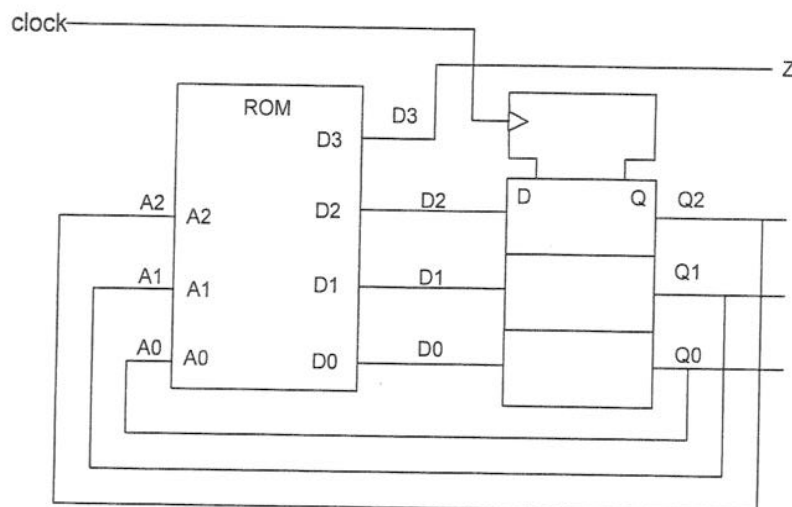 clock
Z
ROM
D3 D3
A2 A2 D2 D2 D Q Q2
A1 A1 D1 D1 Q1
A0 A0 D0 D0 Q0